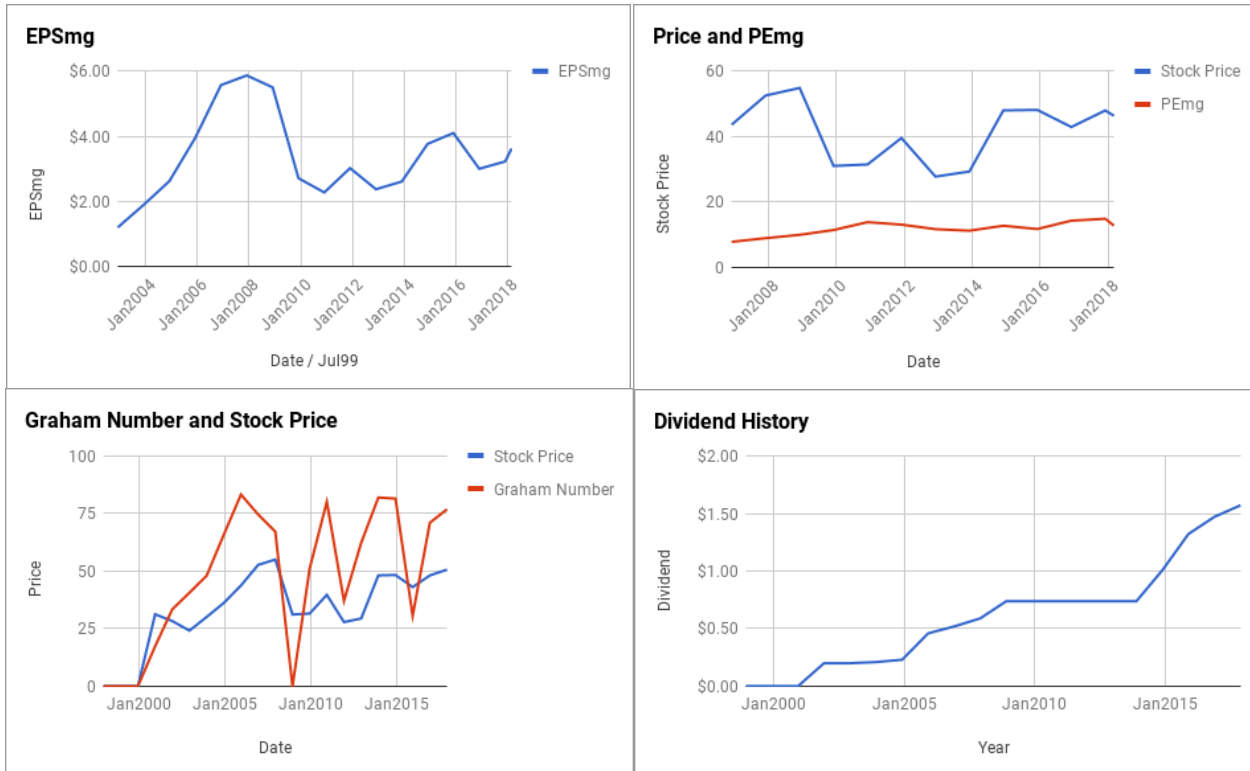 EPSmg
$6.00
$4.00
$2.00
$0.00
EPSmg
Jan2004
Jan2006
Jan2008
Jan2010
Jan2012
Jan2014
Jan2016
Jan2018
Date / Jul99
EPSmg
Price and PEmg
60
40
20
0
Stock Price
Jan2008
Jan2010
Jan2012
Jan2014
Jan2016
Jan2018
Date
Stock Price
PEmg
Graham Number and Stock Price
100
75
50
25
0
Price
Jan2000
Jan2005
Jan2010
Jan2015
Date
Stock Price
Graham Number
Dividend History
$2.00
$1.50
$1.00
$0.50
$0.00
Dividend
Jan2000
Jan2005
Jan2010
Jan2015
Year